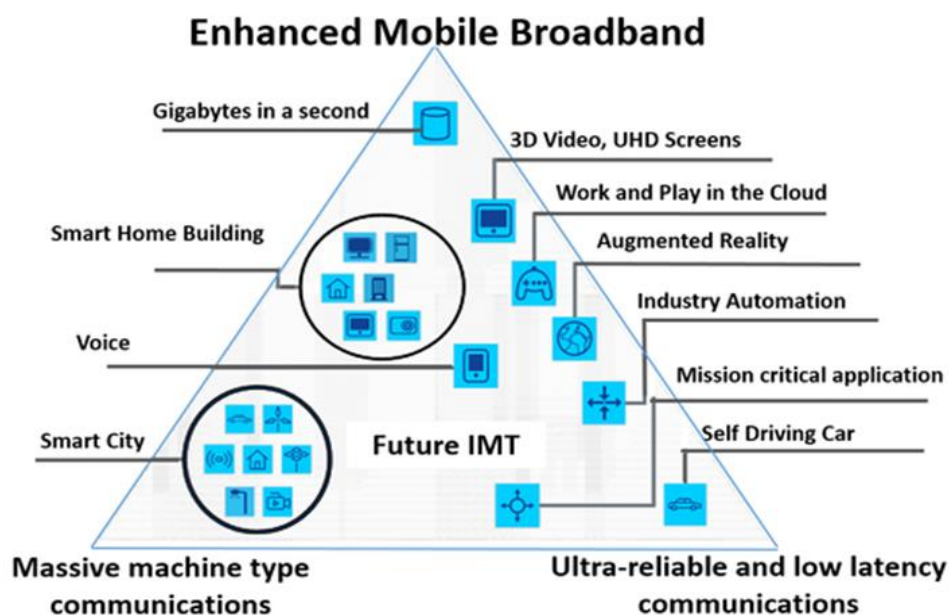 Enhanced Mobile Broadband
Gigabytes in a second
3D Video, UHD Screens
Work and Play in the Cloud
Smart Home Building
Augmented Reality
Industry Automation
Voice
Mission critical application
Smart City
Self Driving Car
Future IMT
Massive machine type
communications
Ultra-reliable and low latency
communications